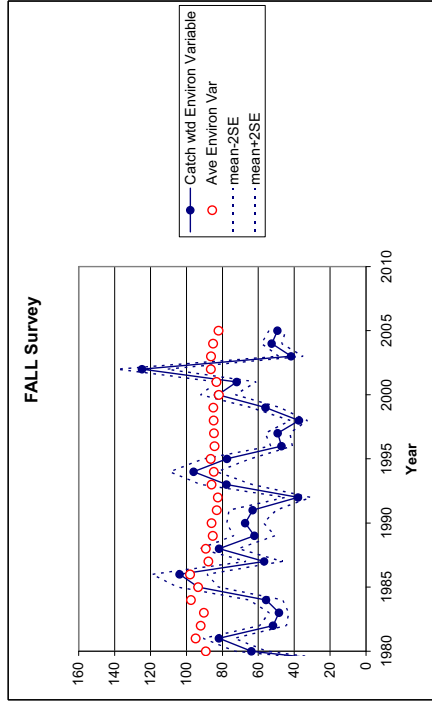 FALL Survey
160
140
120
100
80
60
40
20
0
1980
1985
1990
1995
2000
2005
2010
Year
Catch wtd Environ Variable
Ave Environ Var
mean-2SE
mean+2SE